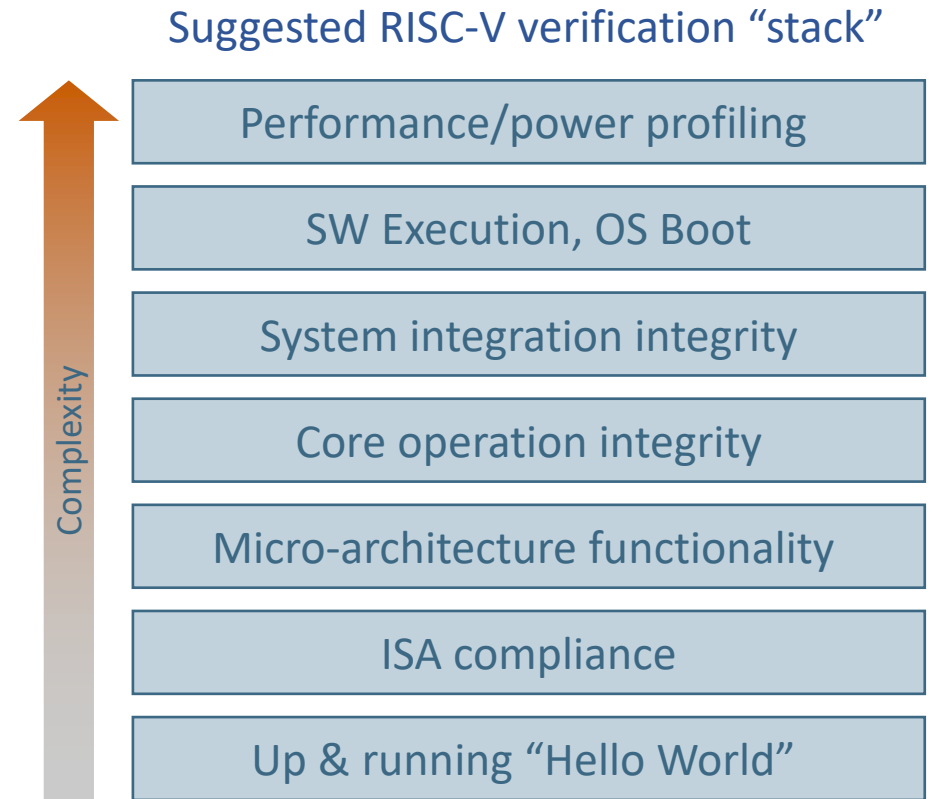 Suggested RISC-V verification “stack”
Performance/power profiling
SW Execution, OS Boot
System integration integrity
Core operation integrity
Micro-architecture functionality
ISA compliance
Up & running “Hello World”
Complexity